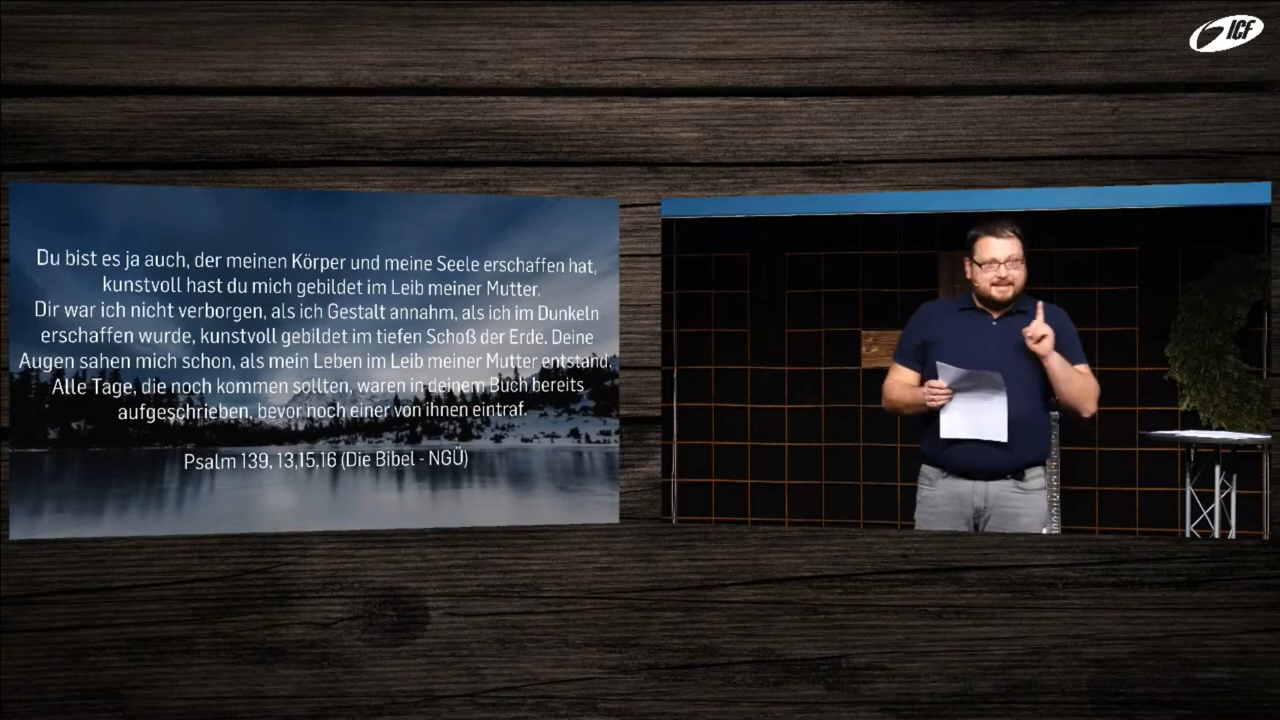 ICF
Du bist es ja auch, der meinen Körper und meine Seele erschaffen hat,
kunstvoll hast du mich gebildet im Leib meiner Mutter.
Dir war ich nicht verborgen, als ich Gestalt annahm, als ich im Dunkeln
erschaffen wurde, kunstvoll gebildet im tiefen Schoß der Erde. Deine
Augen sahen mich schon, als mein Leben im Leib meiner Mutter entstand.
Alle Tage, die noch kommen sollten, waren in deinem Buch bereits
aufgeschrieben, bevor noch einer von ihnen eintraf.
Psalm 139, 13,15,16 (Die Bibel - NGÜ)